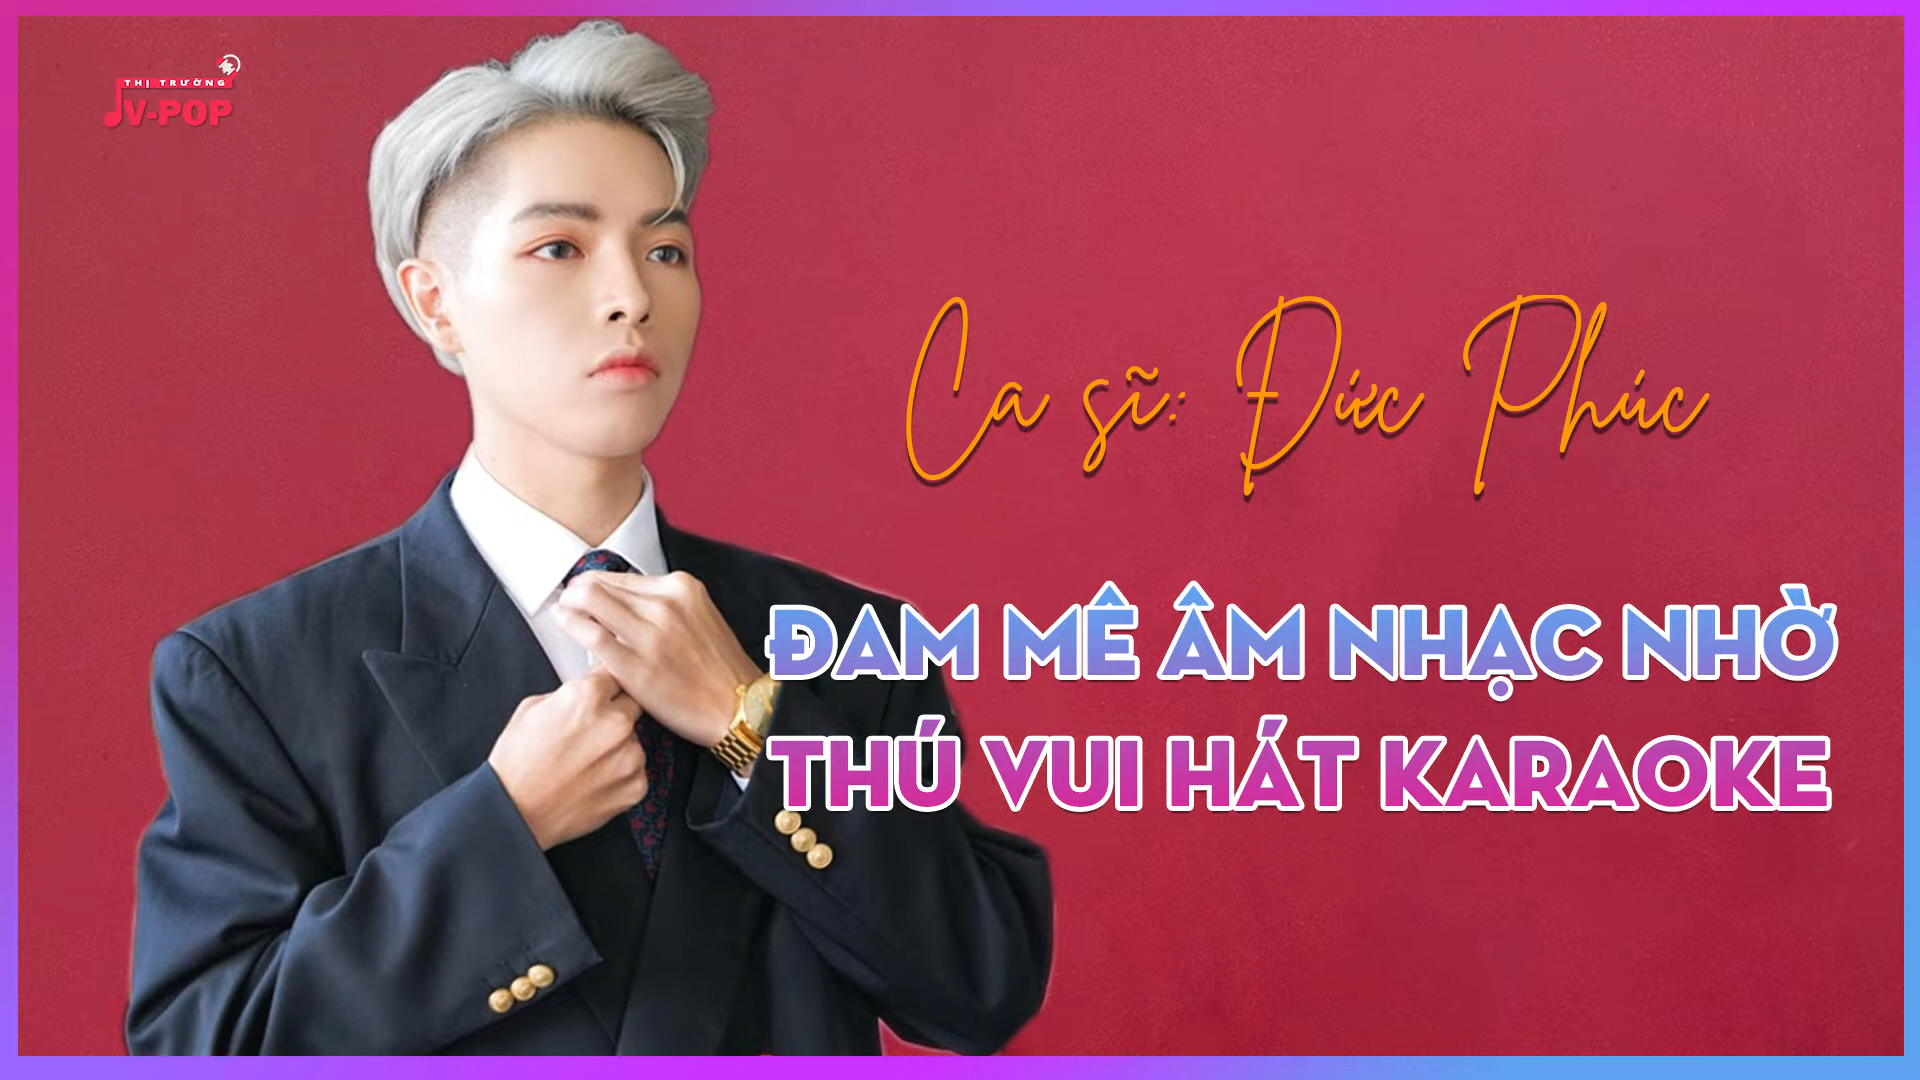 THỊ TRƯỜNG
V-POP
Ca sĩ: Đức Phúc
ĐAM MÊ ÂM NHẠC NHỜ
THÚ VUI HÁT KARAOKE